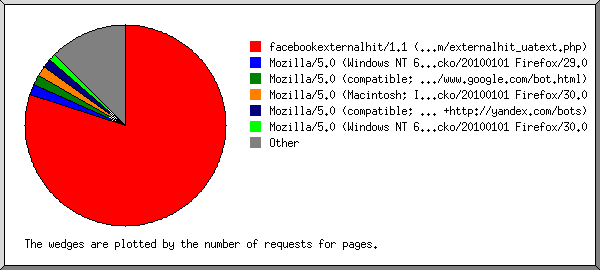 facebookexternalhit/1.1 (...m/externalhit_uatext.php)
Mozilla/5.0 (Windows NT 6...cko/20100101 Firefox/29.0
Mozilla/5.0 (compatible; .../www.google.com/bot.html)
Mozilla/5.0 (Macintosh; I...cko/20100101 Firefox/30.0
Mozilla/5.0 (compatible; ... +http://yandex.com/bots)
Mozilla/5.0 (Windows NT 6...cko/20100101 Firefox/30.0
Other
The wedges are plotted by the number of requests for pages.